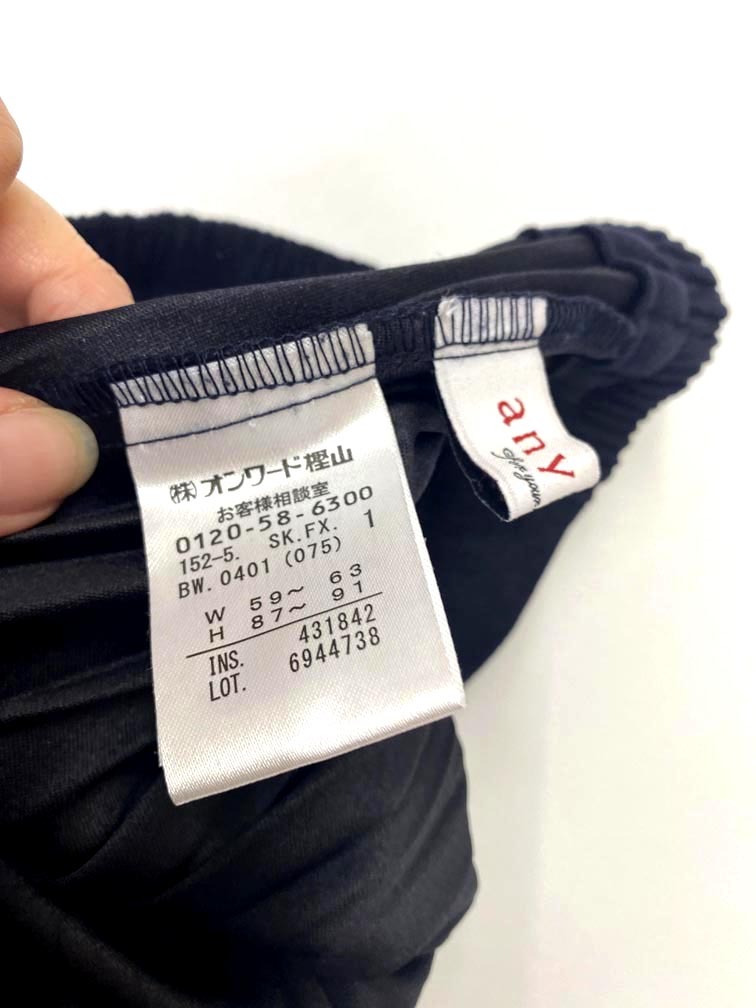 ㈱オンワード樫山
お客様相談室
0120-58-6300
152-5. SK.FX. 1
BW. 0401 (075)
W 59〜 63
H 87〜 91
INS. 431842
LOT. 6944738
any